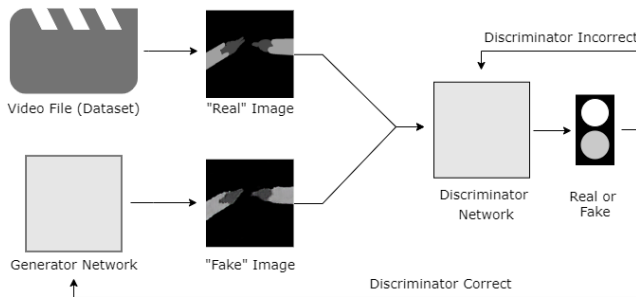 Discriminator Incorrect
Video File (Dataset)
"Real" Image
Discriminator
Network
Real or
Fake
Generator Network
"Fake" Image
Discriminator Correct